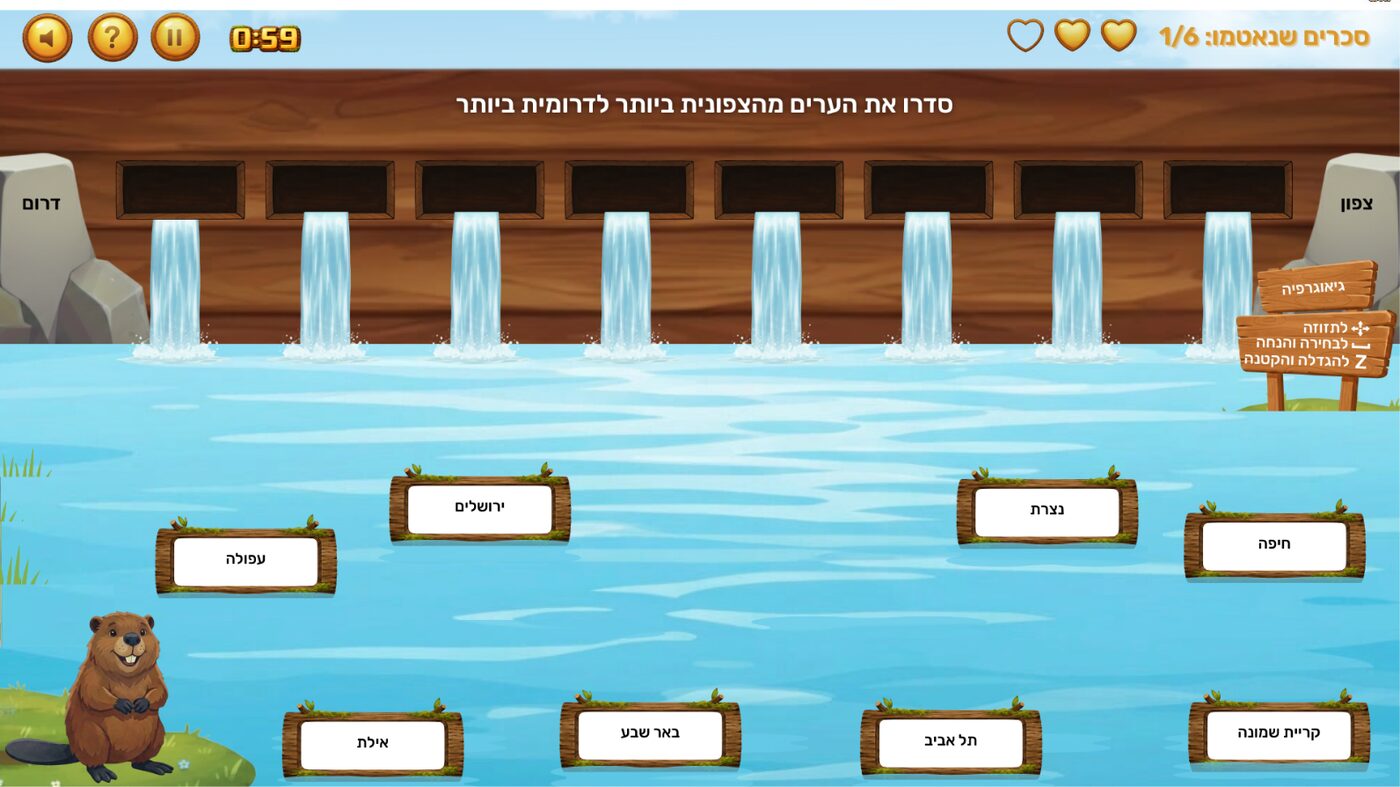 סכרים שנאטמו: 1/6
0:59
?
סדרו את הערים מהצפונית ביותר לדרומית ביותר
צפון
דרום
גיאוגרפיה
לתזוזה
לבחירה והנחה
Z להגדלה והקטנה
ירושלים
נצרת
חיפה
עפולה
קריית שמונה
תל אביב
באר שבע
אילת